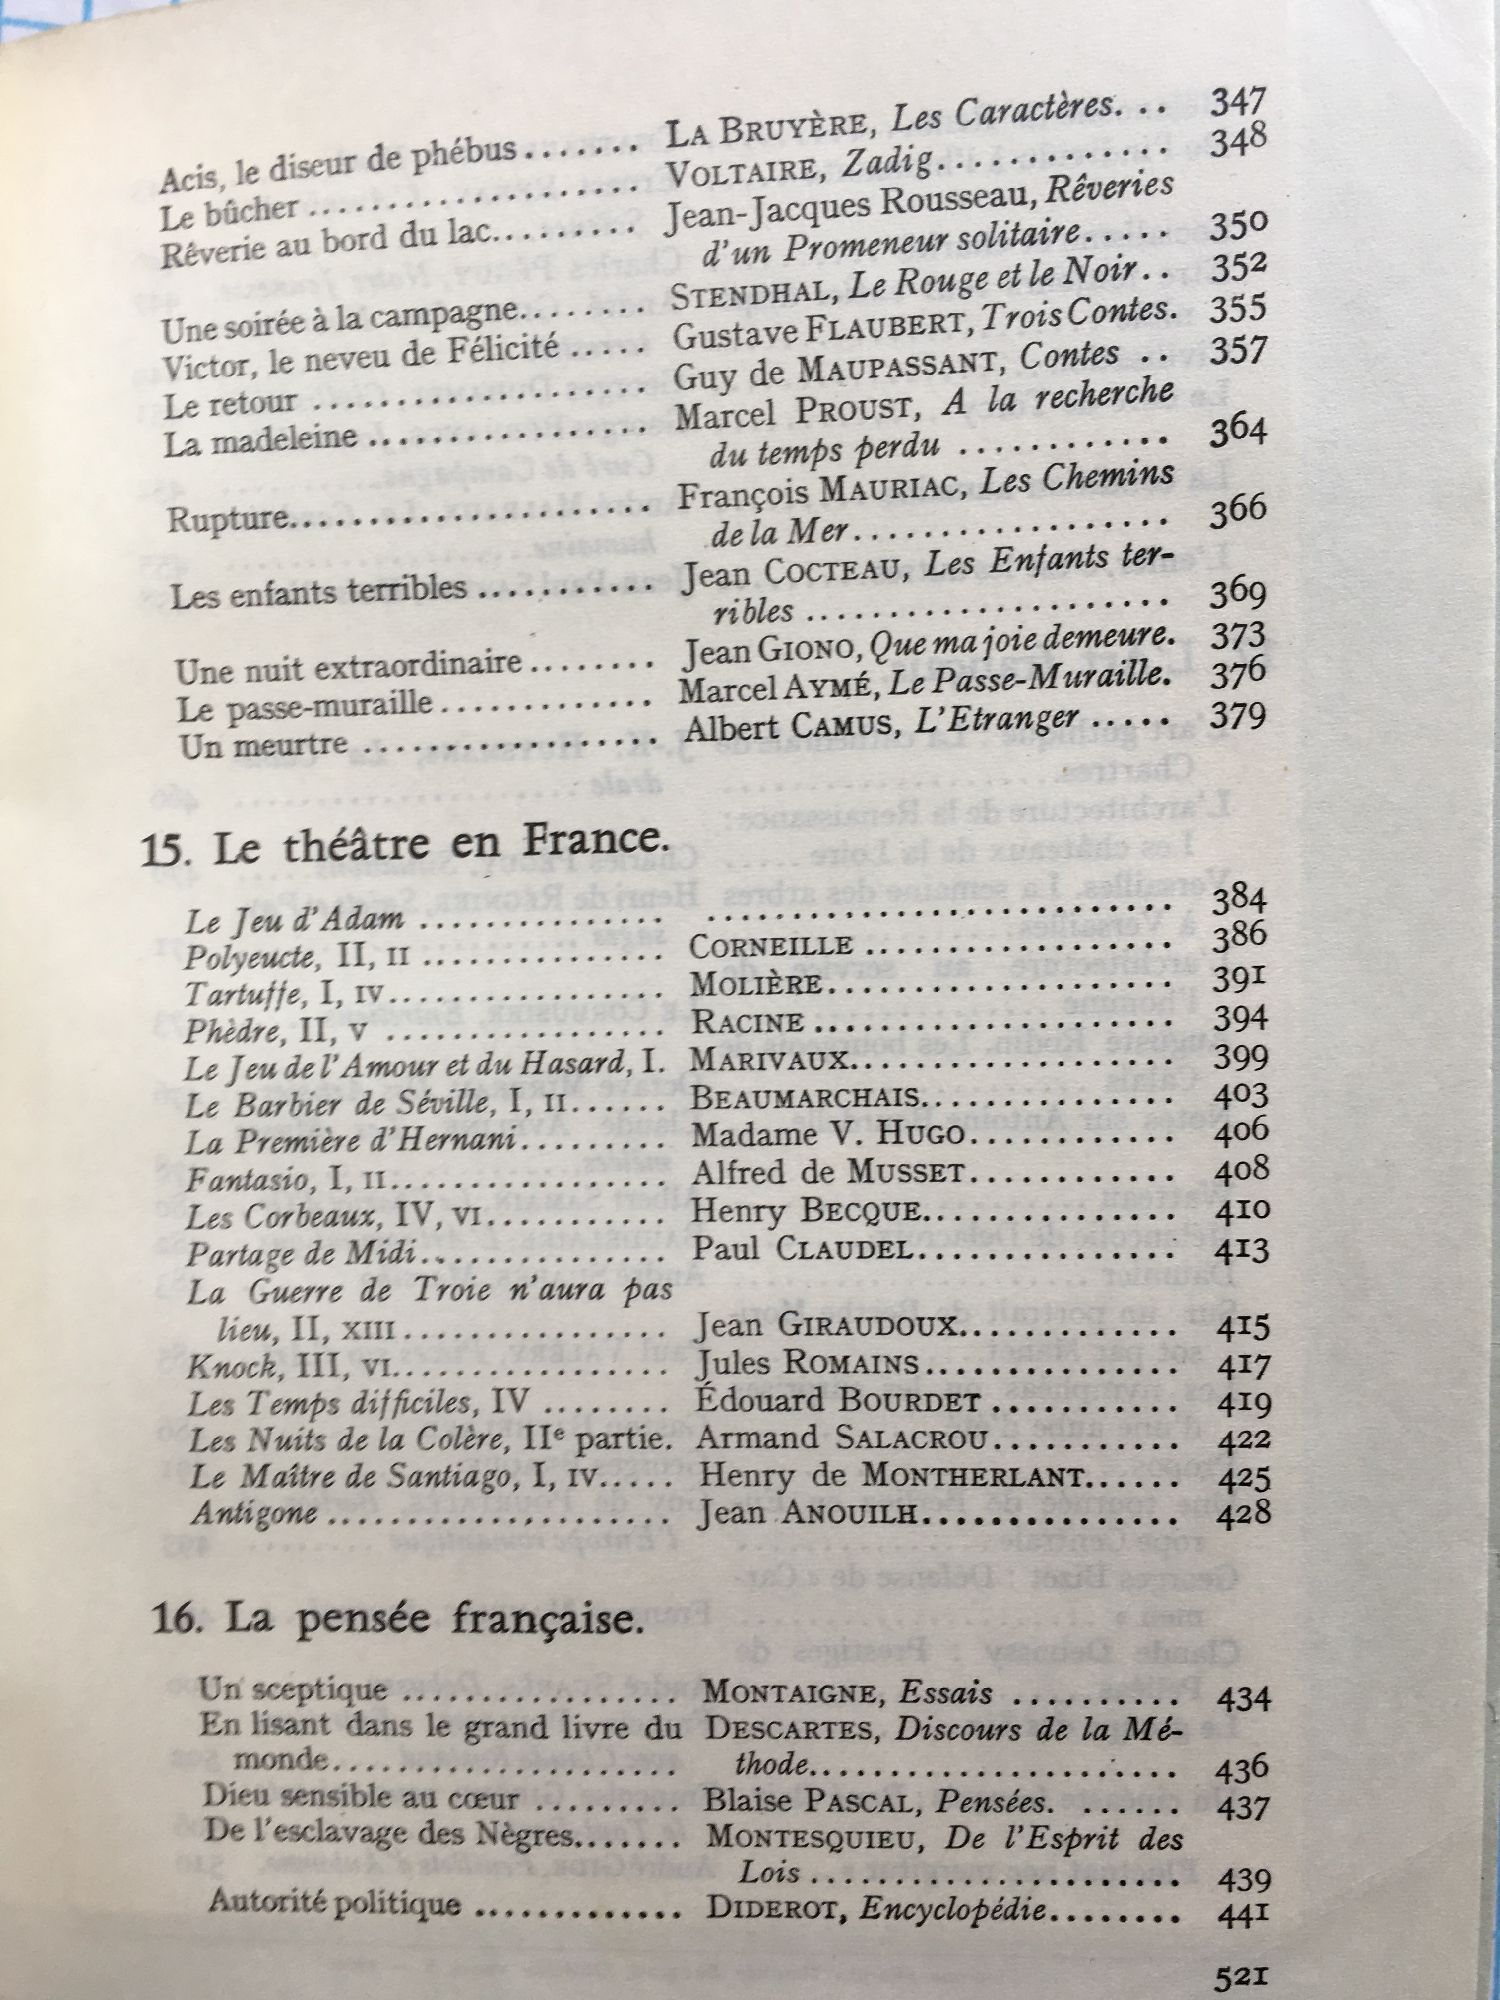 Acis, le diseur de phébus....... LA BRUYÈRE, Les Caractères. .. 347
Le bûcher ..................... VOLTAIRE, Zadig............. 348
Rêverie au bord du lac......... Jean-Jacques ROUSSEAU, Rêveries
d'un Promeneur solitaire..... 350
Une soirée à la campagne........ STENDHAL, Le Rouge et le Noir.. 352
Victor, le neveu de Félicité ..... Gustave FLAUBERT, Trois Contes. 355
Le retour ..................... Guy de MAUPASSANT, Contes .. 357
La madeleine .................. Marcel PROUST, A la recherche
du temps perdu ............ 364
Rupture....................... François MAURIAC, Les Chemins
de la Mer.................. 366
Les enfants terribles ........... Jean COCTEAU, Les Enfants ter-
ribles ..................... 369
Une nuit extraordinaire........ Jean GIONO, Que ma joie demeure. 373
Le passe-muraille............. Marcel AYMÉ, Le Passe-Muraille. 376
Un meurtre .................. Albert CAMUS, L'Etranger ..... 379
15. Le théâtre en France.
Le Jeu d'Adam ............... ........................... 384
Polyeucte, II, II ............... CORNEILLE .................. 386
Tartuffe, I, IV................. MOLIÈRE.................... 391
Phèdre, II, V ................. RACINE ..................... 394
Le Jeu de l'Amour et du Hasard, I. MARIVAUX................... 399
Le Barbier de Séville, I, II...... BEAUMARCHAIS............... 403
La Première d'Hernani......... Madame V. HUGO............ 406
Fantasio, I, II................. Alfred de MUSSET............ 408
Les Corbeaux, IV, VI........... Henry BECQUE............... 410
Partage de Midi............... Paul CLAUDEL............... 413
La Guerre de Troie n'aura pas
lieu, II, XIII................ Jean GIRAUDOUX............. 415
Knock, III, VI................. Jules ROMAINS............... 417
Les Temps difficiles, IV ........ Édouard BOURDET ........... 419
Les Nuits de la Colère, IIe partie. Armand SALACROU........... 422
Le Maître de Santiago, I, IV..... Henry de MONTHERLANT...... 425
Antigone ..................... Jean ANOUILH............... 428
16. La pensée française.
Un sceptique ................. MONTAIGNE, Essais .......... 434
En lisant dans le grand livre du DESCARTES, Discours de la Mé-
monde..................... thode...................... 436
Dieu sensible au cœur ......... Blaise PASCAL, Pensées. ...... 437
De l'esclavage des Nègres....... MONTESQUIEU, De l'Esprit des
Lois ...................... 439
Autorité politique ............. DIDEROT, Encyclopédie........ 441
521